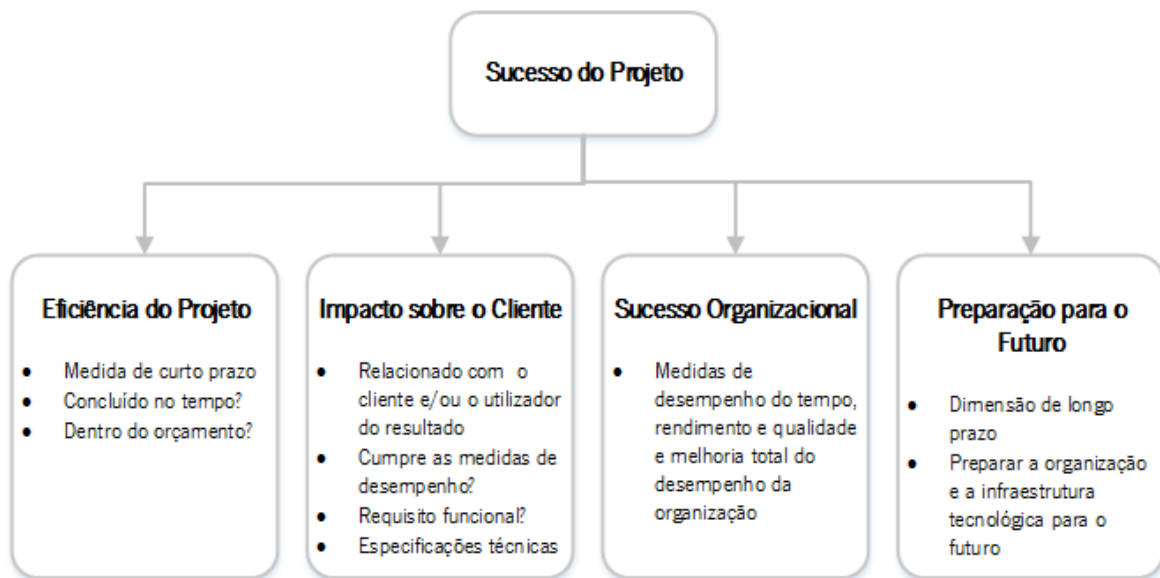 Sucesso do Projeto
Eficiência do Projeto
• Medida de curto prazo
• Concluído no tempo?
• Dentro do orçamento?
Impacto sobre o Cliente
• Relacionado com o
cliente e/ou o utilizador
do resultado
• Cumpre as medidas de
desempenho?
• Requisito funcional?
• Especificações técnicas
Sucesso Organizacional
• Medidas de
desempenho do tempo,
rendimento e qualidade
e melhoria total do
desempenho da
organização
Preparação para o
Futuro
• Dimensão de longo
prazo
• Preparar a organização
e a infraestrutura
tecnológica para o
futuro